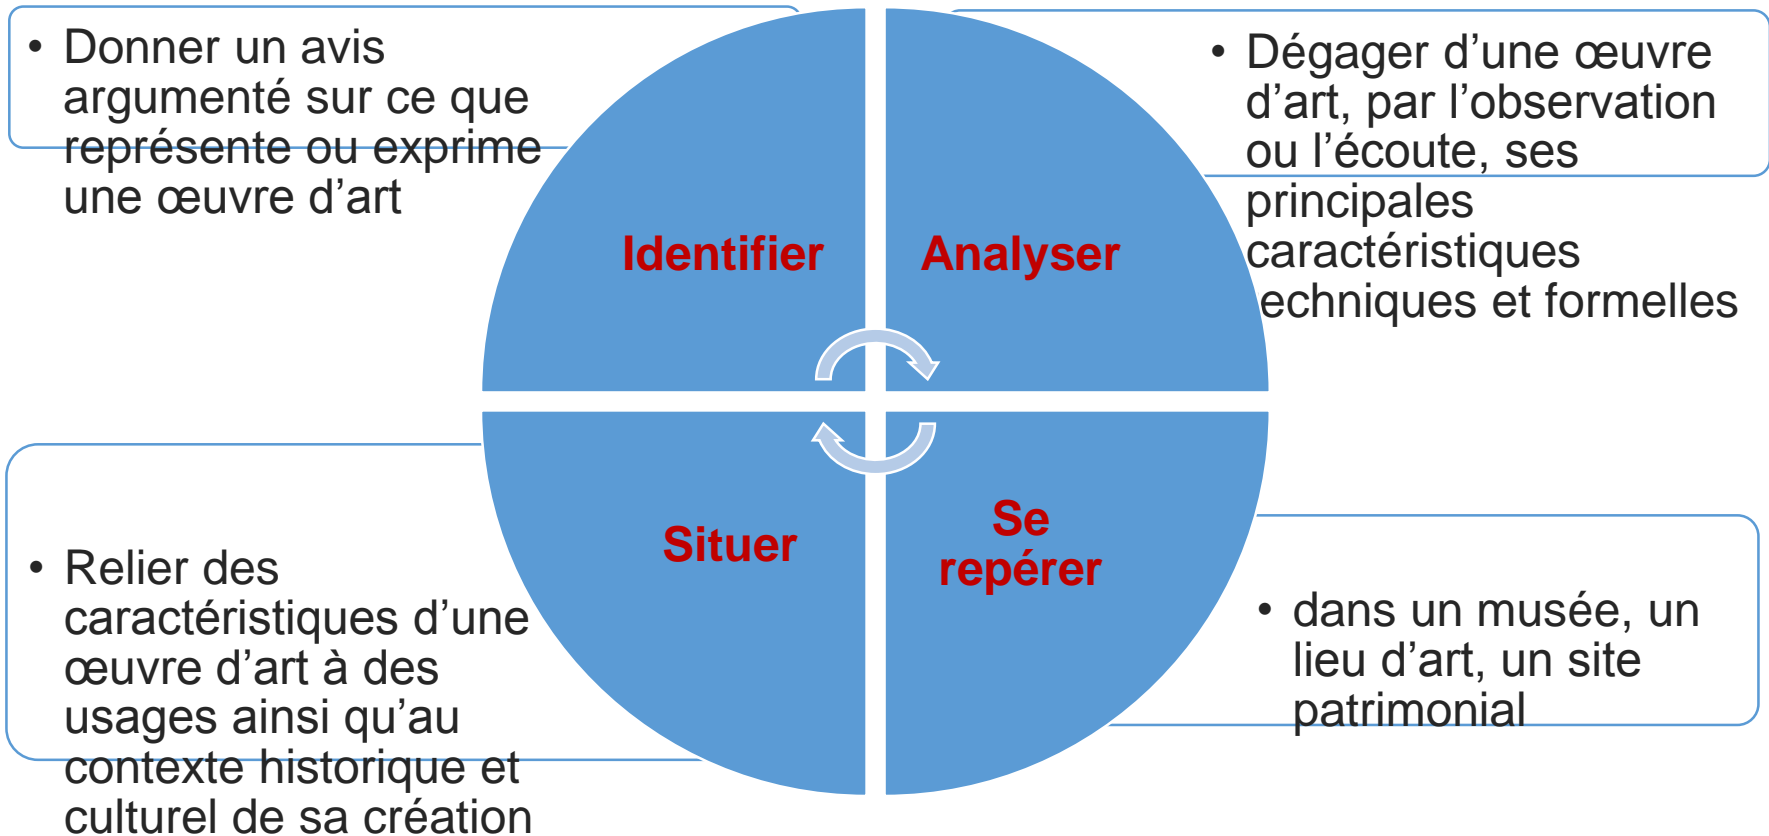 • Donner un avis
argumenté sur ce que
représente ou exprime
une œuvre d’art
• Dégager d’une œuvre
d’art, par l’observation
ou l’écoute, ses
principales
caractéristiques
echniques et formelles
Identifier
Analyser
Situer
Se
repérer
• Relier des
caractéristiques d’une
œuvre d’art à des
usages ainsi qu’au
contexte historique et
culturel de sa création
• dans un musée, un
lieu d’art, un site
patrimonial